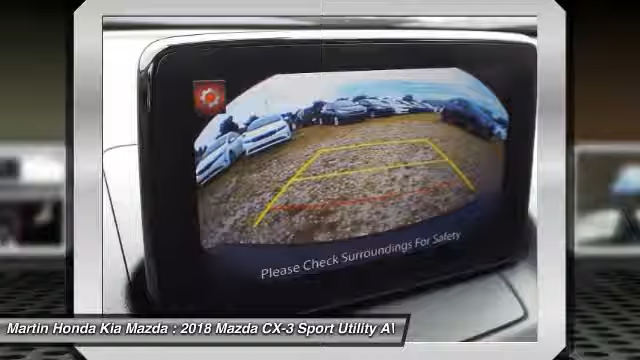 Please Check Surroundings For Safety
Martin Honda Kia Mazda : 2018 Mazda CX-3 Sport Utility A\